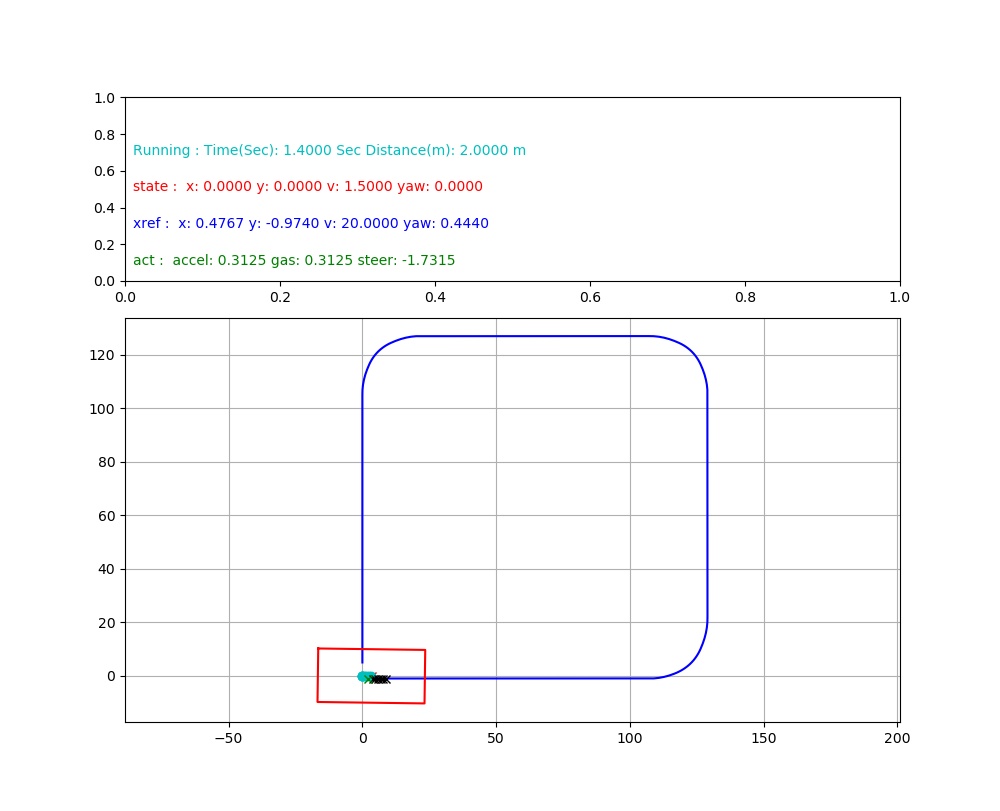 1.0
0.8
Running : Time(Sec): 1.4000 Sec Distance(m): 2.0000 m
0.6
state :  x: 0.0000 y: 0.0000 v: 1.5000 yaw: 0.0000
0.4
xref :  x: 0.4767 y: -0.9740 v: 20.0000 yaw: 0.4440
0.2
act :  accel: 0.3125 gas: 0.3125 steer: -1.7315
0.0
0.0 0.2 0.4 0.6 0.8 1.0
120
100
80
60
40
20
0
−50 0 50 100 150 200